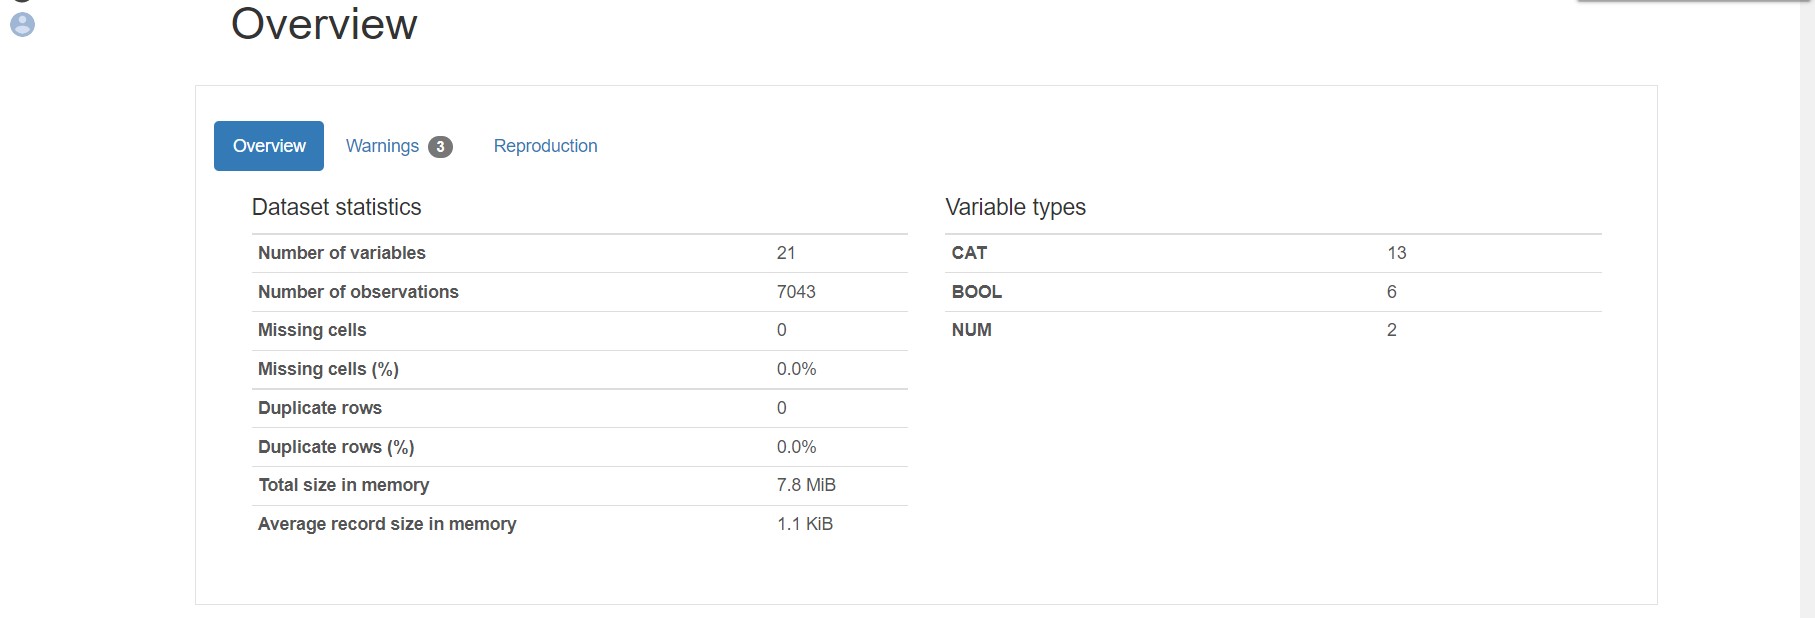 Overview
Overview Warnings 3 Reproduction
Dataset statistics
Number of variables 21
Number of observations 7043
Missing cells 0
Missing cells (%) 0.0%
Duplicate rows 0
Duplicate rows (%) 0.0%
Total size in memory 7.8 MiB
Average record size in memory 1.1 KiB
Variable types
CAT 13
BOOL 6
NUM 2